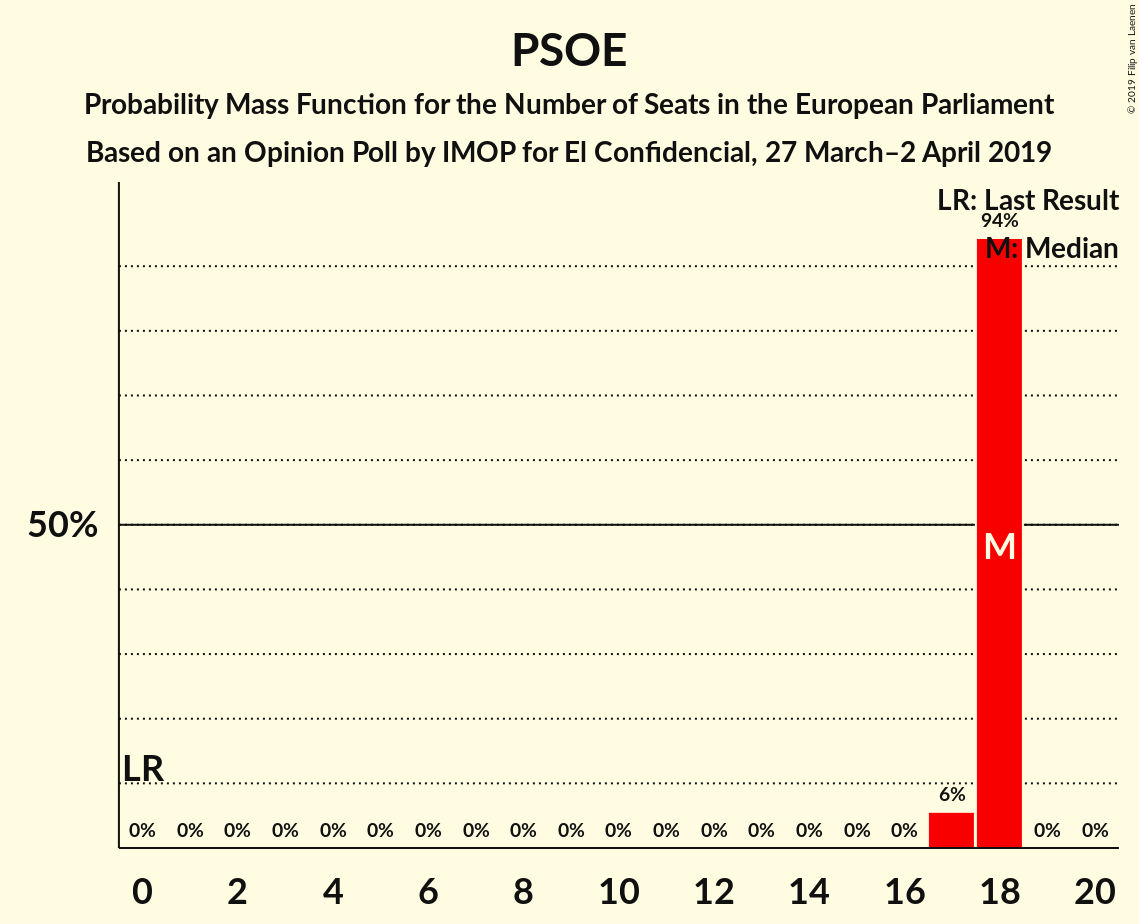 PSOE
Probability Mass Function for the Number of Seats in the European Parliament
Based on an Opinion Poll by IMOP for El Confidencial, 27 March–2 April 2019
© 2019 Filip van Laenen
LR: Last Result
94%
M: Median
50%
M
LR
6%
0% 0% 0% 0% 0% 0% 0% 0% 0% 0% 0% 0% 0% 0% 0% 0% 0% 0% 0%
0 2 4 6 8 10 12 14 16 18 20